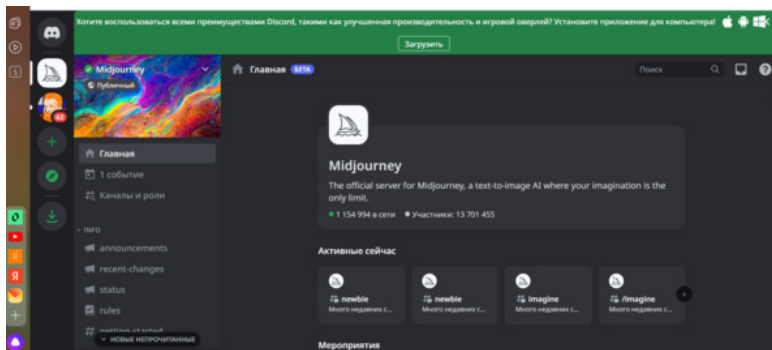 Хотите воспользоваться всеми преимуществами Discord, такими как улучшенная производительность и игровой оверлей? Установите приложение для компьютера!
Загрузить
Midjourney
Публичный
Главная БЕТА
Поиск
62
Главная
1 событие
Каналы и роли
INFO
announcements
recent-changes
status
rules
getting-started
НОВЫЕ НЕПРОЧИТАННЫЕ
Midjourney
The official server for Midjourney, a text-to-image AI where your imagination is the
only limit.
1 154 994 в сети Участники: 13 701 455
Активные сейчас
newbie
Много недавних с...
newbie
Много недавних с...
imagine
Много недавних с...
/imagine
Много недавних с...
Мероприятия